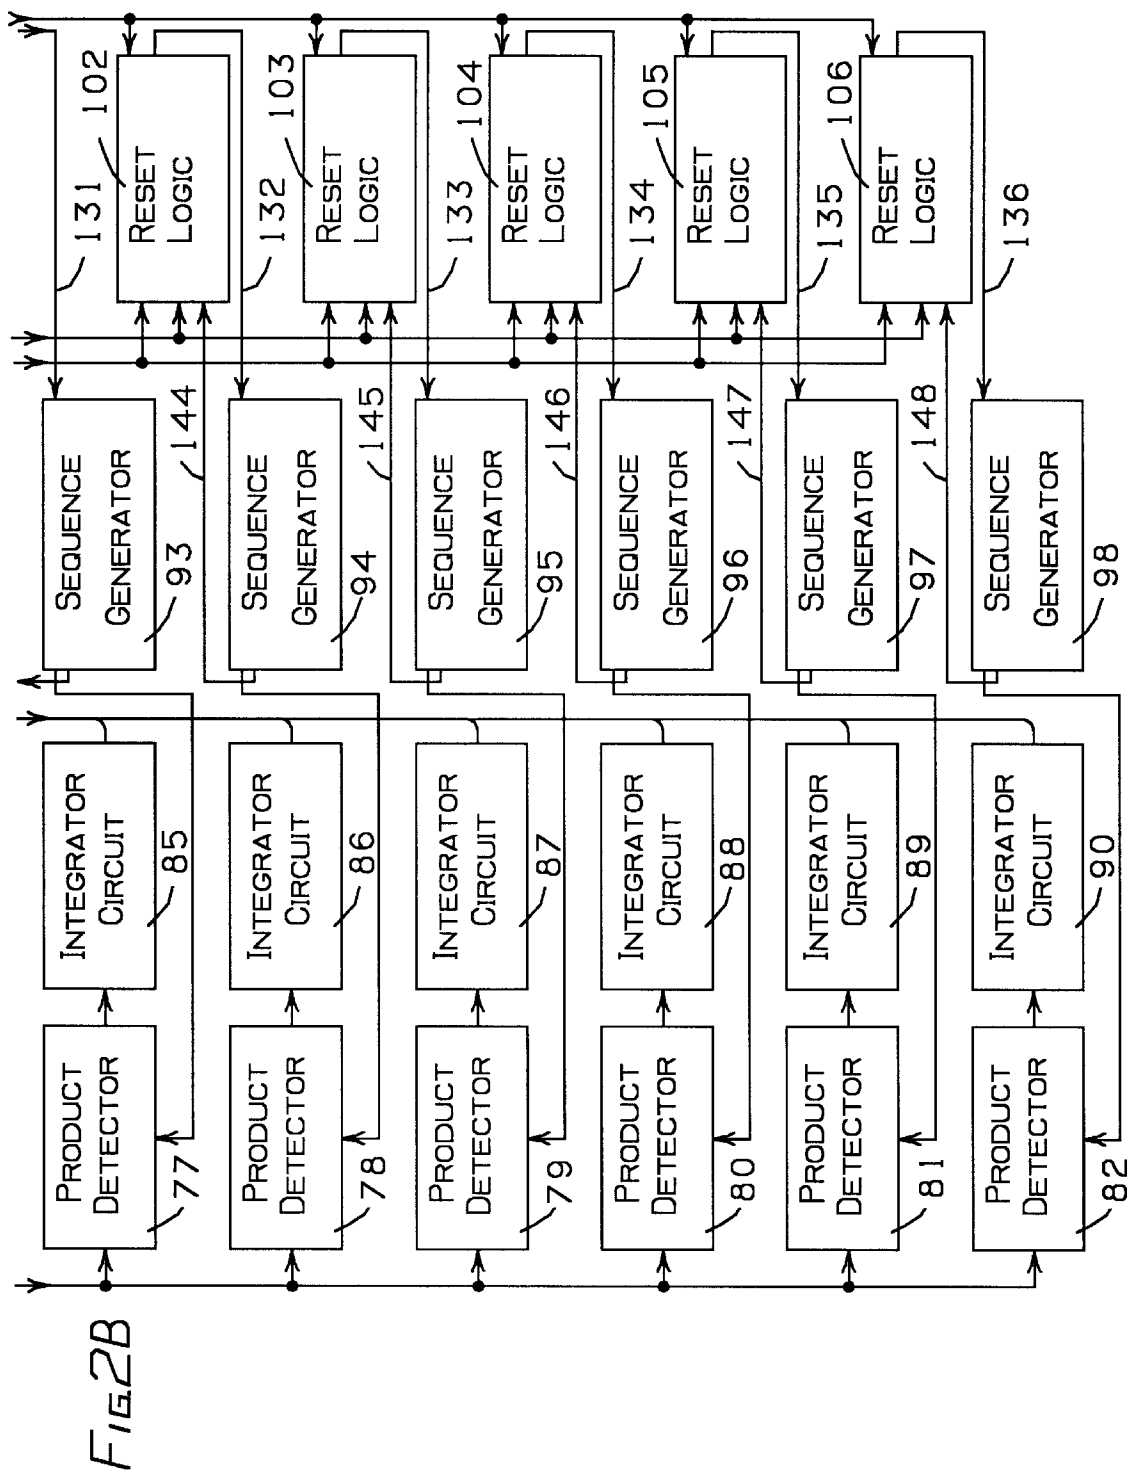 FIG.2B
PRODUCT
DETECTOR
77
INTEGRATOR
CIRCUIT
85
SEQUENCE
GENERATOR
93
131
RESET
LOGIC
102
PRODUCT
DETECTOR
78
INTEGRATOR
CIRCUIT
86
SEQUENCE
GENERATOR
94
144
132
RESET
LOGIC
103
PRODUCT
DETECTOR
79
INTEGRATOR
CIRCUIT
87
SEQUENCE
GENERATOR
95
145
133
RESET
LOGIC
104
PRODUCT
DETECTOR
80
INTEGRATOR
CIRCUIT
88
SEQUENCE
GENERATOR
96
146
134
RESET
LOGIC
105
PRODUCT
DETECTOR
81
INTEGRATOR
CIRCUIT
89
SEQUENCE
GENERATOR
97
147
135
RESET
LOGIC
106
PRODUCT
DETECTOR
82
INTEGRATOR
CIRCUIT
90
SEQUENCE
GENERATOR
98
148
136